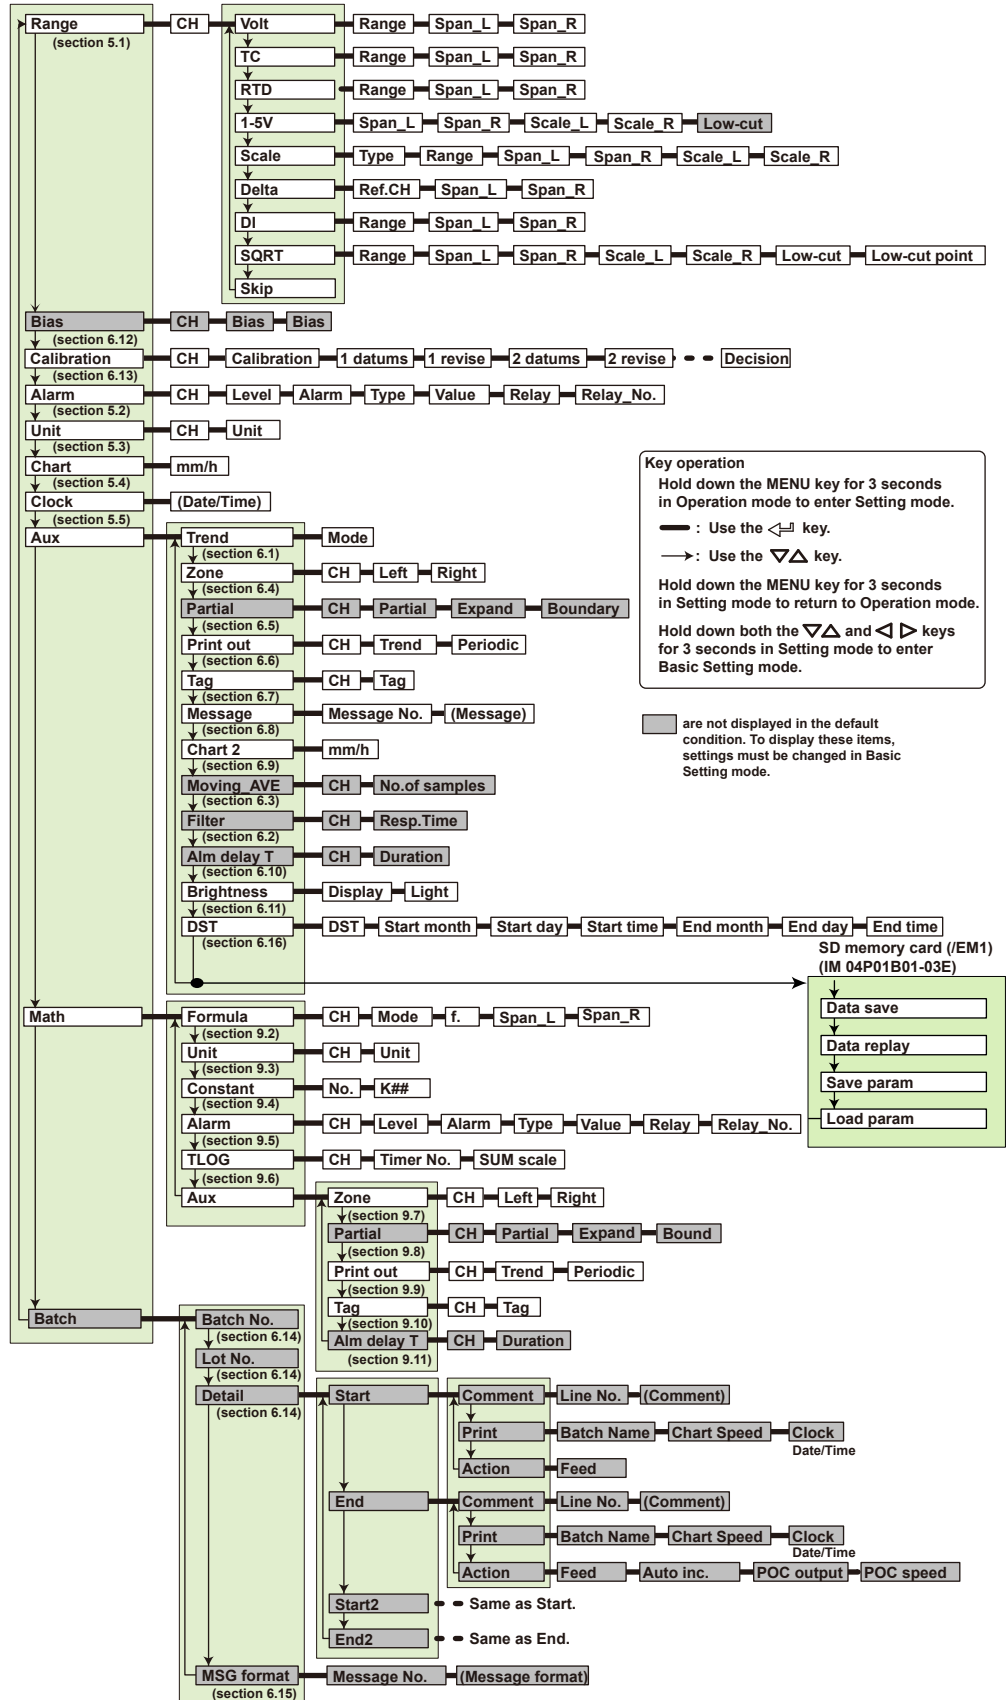 Range CH Volt Range Span_L Span_R
(section 5.1)
TC Range Span_L Span_R
RTD Range Span_L Span_R
1-5V Span_L Span_R Scale_L Scale_R Low-cut
Scale Type Range Span_L Span_R Scale_L Scale_R
Delta Ref.CH Span_L Span_R
DI Range Span_L Span_R
SQRT Range Span_L Span_R Scale_L Scale_R Low-cut Low-cut point
Skip
Bias CH Bias Bias
(section 6.12)
Calibration CH Calibration 1 datums 1 revise 2 datums 2 revise Decision
(section 6.13)
Alarm CH Level Alarm Type Value Relay Relay_No.
(section 5.2)
Unit CH Unit
(section 5.3)
Chart mm/h
(section 5.4)
Clock (Date/Time)
(section 5.5)
Aux Trend Mode
(section 6.1)
Zone CH Left Right
(section 6.4)
Partial CH Partial Expand Boundary
(section 6.5)
Print out CH Trend Periodic
(section 6.6)
Tag CH Tag
(section 6.7)
Message Message No. (Message)
(section 6.8)
Chart 2 mm/h
(section 6.9)
Moving_AVE CH No.of samples
(section 6.3)
Filter CH Resp.Time
(section 6.2)
Alm delay T CH Duration
(section 6.10)
Brightness Display Light
(section 6.11)
DST DST Start month Start day Start time End month End day End time
(section 6.16)
Key operation
Hold down the MENU key for 3 seconds
in Operation mode to enter Setting mode.
: Use the key.
: Use the ▽△ key.
Hold down the MENU key for 3 seconds
in Setting mode to return to Operation mode.
Hold down both the ▽△ and ◁ ▷ keys
for 3 seconds in Setting mode to enter
Basic Setting mode.
are not displayed in the default
condition. To display these items,
settings must be changed in Basic
Setting mode.
SD memory card (/EM1)
(IM 04P01B01-03E)
Data save
Data replay
Save param
Load param
Math Formula CH Mode f. Span_L Span_R
(section 9.2)
Unit CH Unit
(section 9.3)
Constant No. K##
(section 9.4)
Alarm CH Level Alarm Type Value Relay Relay_No.
(section 9.5)
TLOG CH Timer No. SUM scale
(section 9.6)
Aux Zone CH Left Right
(section 9.7)
Partial CH Partial Expand Bound
(section 9.8)
Print out CH Trend Periodic
(section 9.9)
Tag CH Tag
(section 9.10)
Alm delay T CH Duration
(section 9.11)
Batch Batch No.
(section 6.14)
Lot No.
(section 6.14)
Detail Start Comment Line No. (Comment)
(section 6.14)
Print Batch Name Chart Speed Clock
Date/Time
Action Feed
End Comment Line No. (Comment)
Print Batch Name Chart Speed Clock
Date/Time
Action Feed Auto inc. POC output POC speed
Start2 Same as Start.
End2 Same as End.
MSG format Message No. (Message format)
(section 6.15)